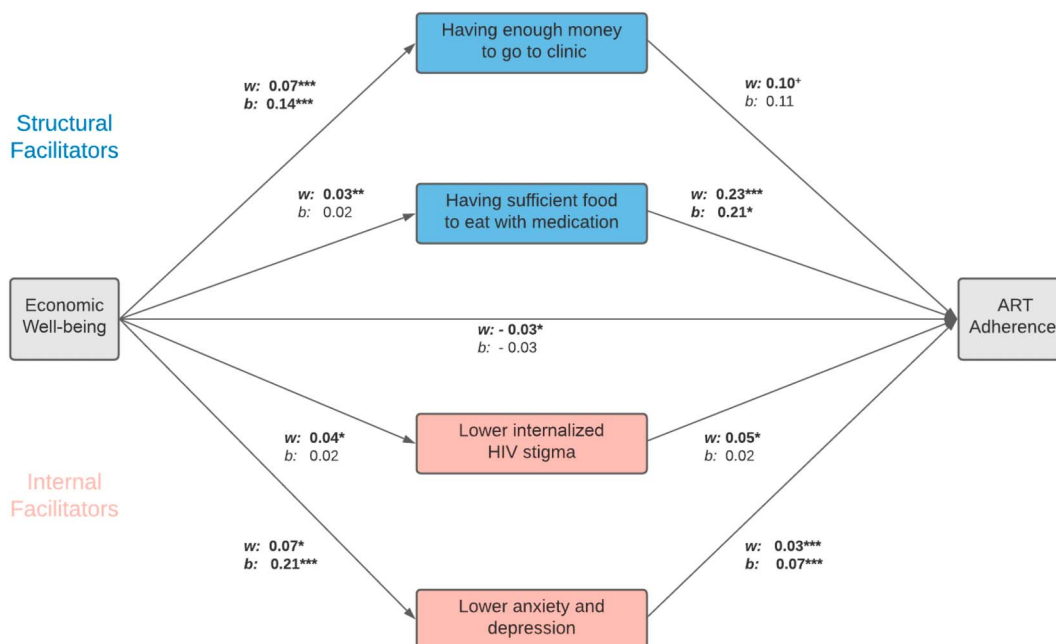 Having enough money
to go to clinic
w: 0.07***
b: 0.14***
w: 0.10⁺
b: 0.11
Structural
Facilitators
Having sufficient food
to eat with medication
w: 0.03**
b: 0.02
w: 0.23***
b: 0.21*
Economic
Well-being
ART
Adherence
w: - 0.03*
b: - 0.03
Lower internalized
HIV stigma
w: 0.04*
b: 0.02
w: 0.05*
b: 0.02
Internal
Facilitators
w: 0.07*
b: 0.21***
w: 0.03***
b: 0.07***
Lower anxiety and
depression